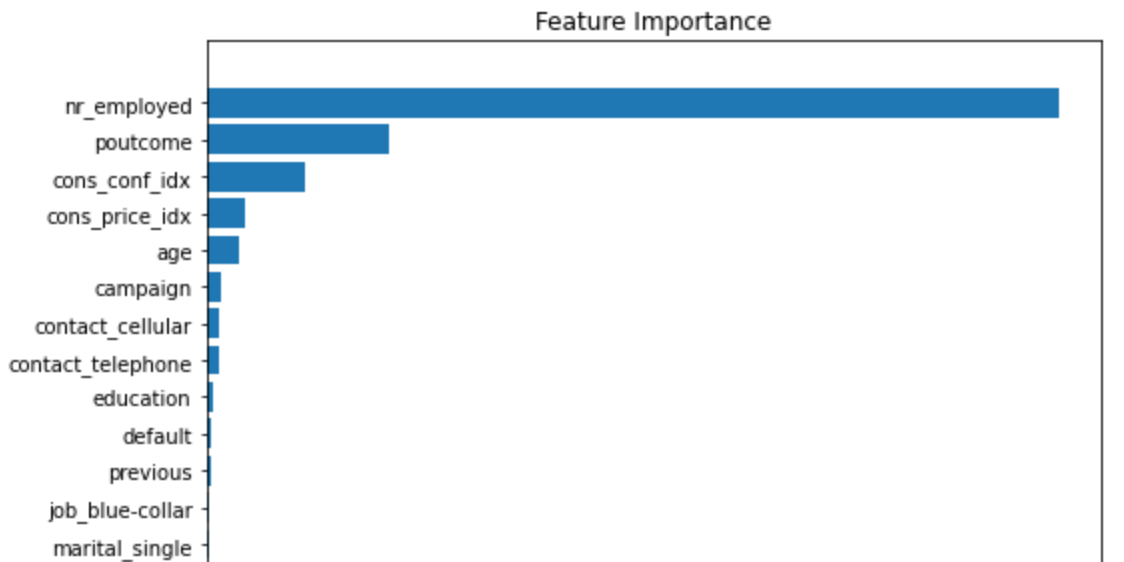 Feature Importance
nr_employed
poutcome
cons_conf_idx
cons_price_idx
age
campaign
contact_cellular
contact_telephone
education
default
previous
job_blue-collar
marital_single